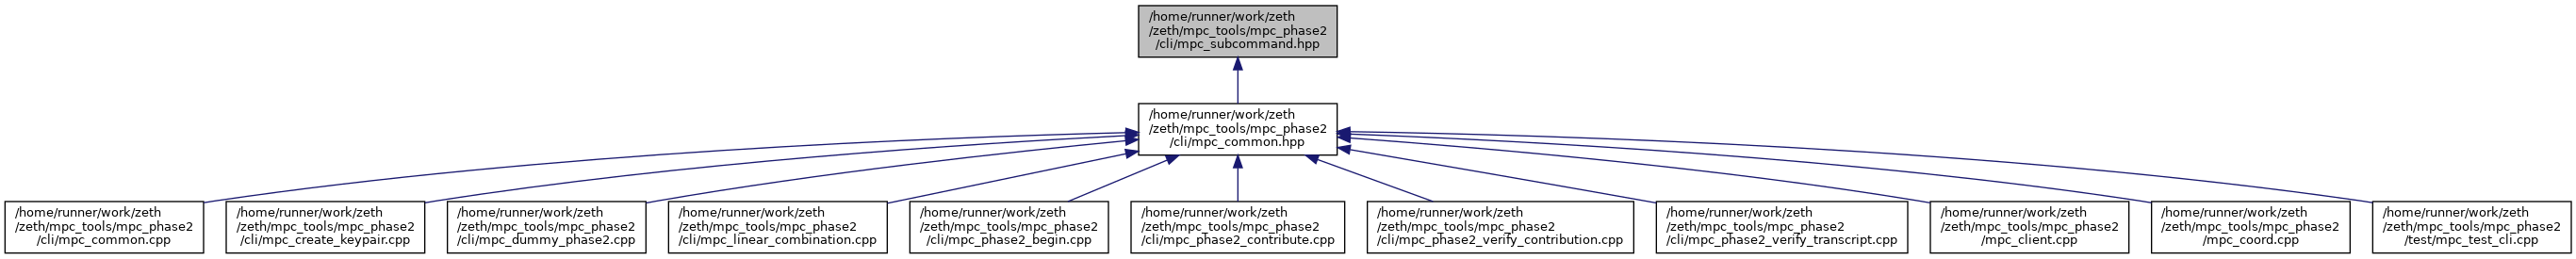 /home/runner/work/zeth
/zeth/mpc_tools/mpc_phase2
/cli/mpc_subcommand.hpp
/home/runner/work/zeth
/zeth/mpc_tools/mpc_phase2
/cli/mpc_common.hpp
/home/runner/work/zeth
/zeth/mpc_tools/mpc_phase2
/cli/mpc_common.cpp
/home/runner/work/zeth
/zeth/mpc_tools/mpc_phase2
/cli/mpc_create_keypair.cpp
/home/runner/work/zeth
/zeth/mpc_tools/mpc_phase2
/cli/mpc_dummy_phase2.cpp
/home/runner/work/zeth
/zeth/mpc_tools/mpc_phase2
/cli/mpc_linear_combination.cpp
/home/runner/work/zeth
/zeth/mpc_tools/mpc_phase2
/cli/mpc_phase2_begin.cpp
/home/runner/work/zeth
/zeth/mpc_tools/mpc_phase2
/cli/mpc_phase2_contribute.cpp
/home/runner/work/zeth
/zeth/mpc_tools/mpc_phase2
/cli/mpc_phase2_verify_contribution.cpp
/home/runner/work/zeth
/zeth/mpc_tools/mpc_phase2
/cli/mpc_phase2_verify_transcript.cpp
/home/runner/work/zeth
/zeth/mpc_tools/mpc_phase2
/mpc_client.cpp
/home/runner/work/zeth
/zeth/mpc_tools/mpc_phase2
/mpc_coord.cpp
/home/runner/work/zeth
/zeth/mpc_tools/mpc_phase2
/test/mpc_test_cli.cpp